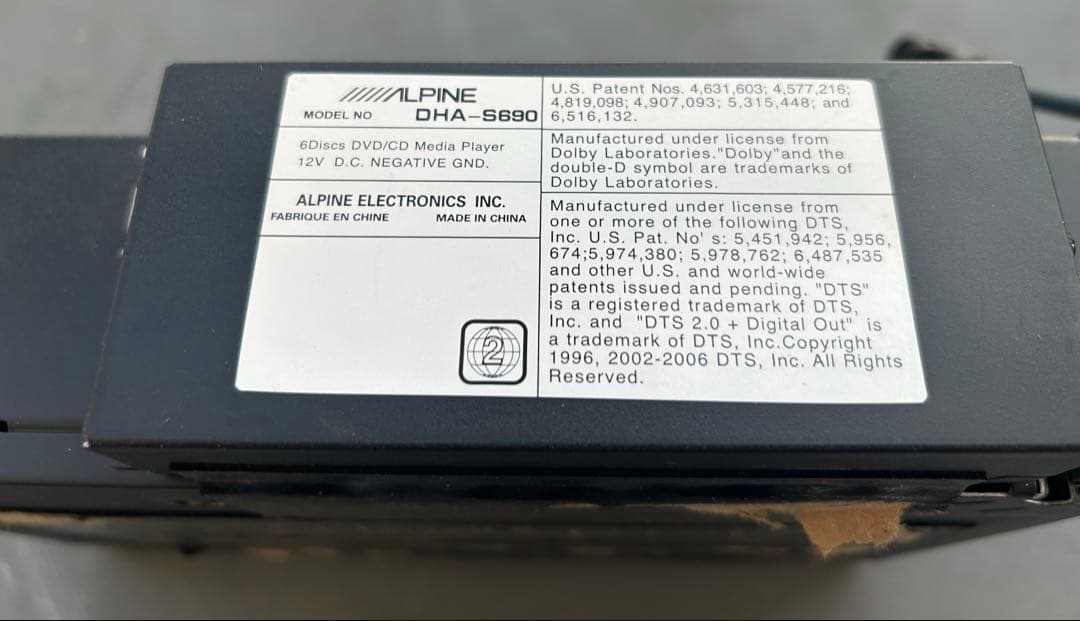 ALPINE
MODEL NO DHA-S690
6Discs DVD/CD Media Player
12V D.C. NEGATIVE GND.
ALPINE ELECTRONICS INC.
FABRIQUE EN CHINE MADE IN CHINA
2
U.S. Patent Nos. 4,631,603; 4,577,216;
4,819,098; 4,907,093; 5,315,448; and
6,516,132.
Manufactured under license from
Dolby Laboratories."Dolby"and the
double-D symbol are trademarks of
Dolby Laboratories.
Manufactured under license from
one or more of the following DTS,
Inc. U.S. Pat. No' s: 5,451,942; 5,956,
674;5,974,380; 5,978,762; 6,487,535
and other U.S. and world-wide
patents issued and pending. "DTS"
is a registered trademark of DTS,
Inc. and "DTS 2.0 + Digital Out" is
a trademark of DTS, Inc.Copyright
1996, 2002-2006 DTS, Inc. All Rights
Reserved.